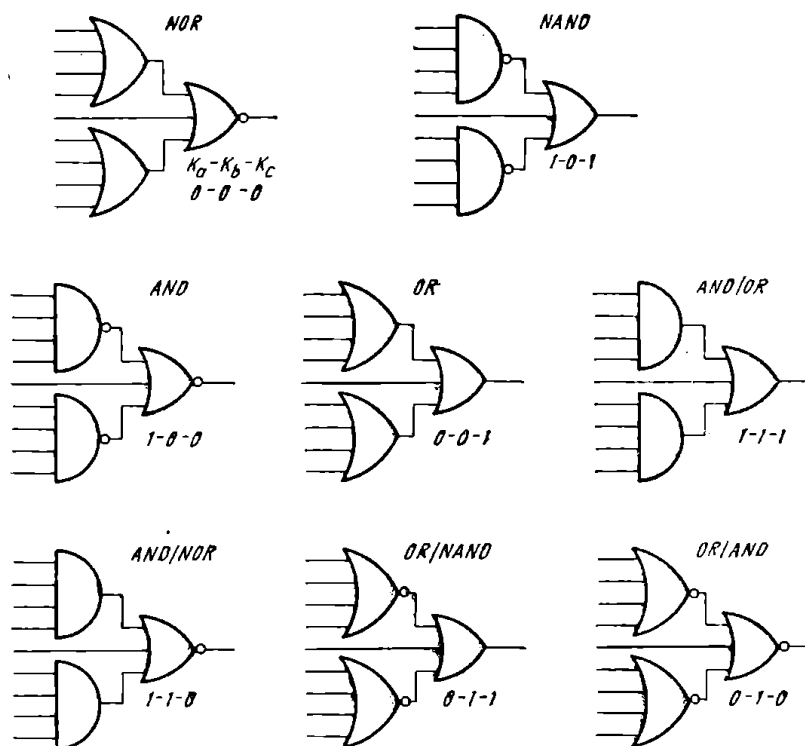 NOR
NAND
Ka-Kb-Kc
0-0-0
1-0-1
AND
OR
AND/OR
1-0-0
0-0-1
1-1-1
AND/NOR
OR/NAND
OR/AND
1-1-0
0-1-1
0-1-0